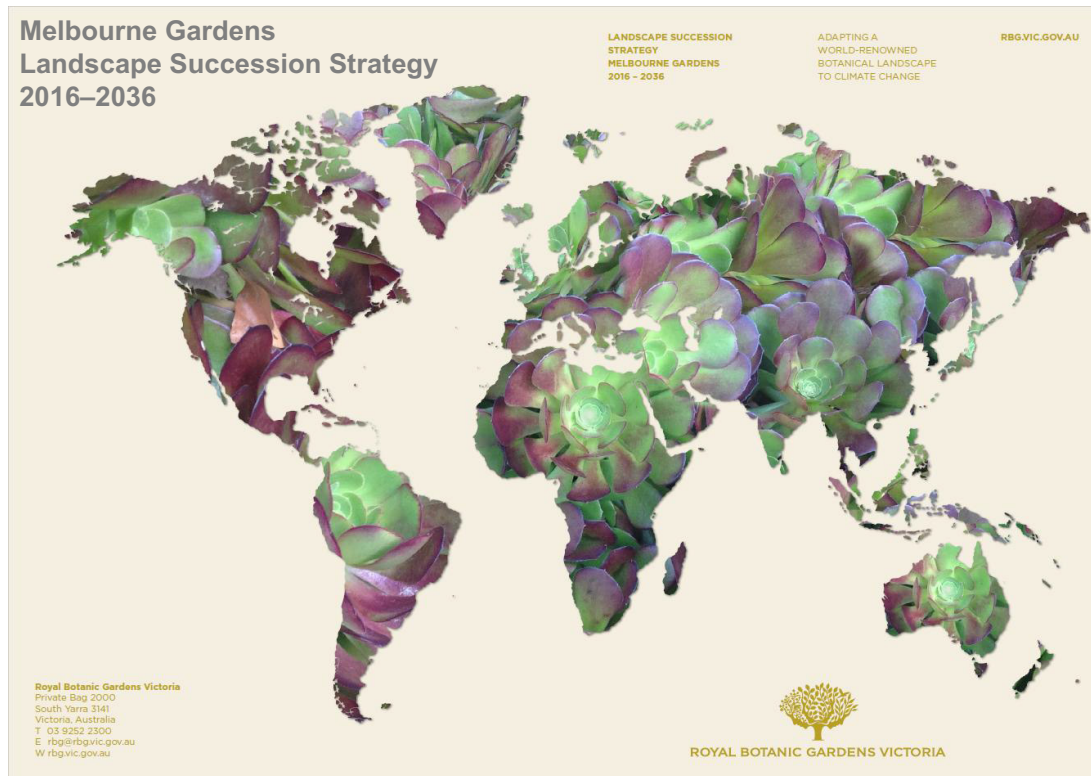 Melbourne Gardens
Landscape Succession Strategy
2016–2036
LANDSCAPE SUCCESSION
STRATEGY
MELBOURNE GARDENS
2016 – 2036
ADAPTING A
WORLD-RENOWNED
BOTANICAL LANDSCAPE
TO CLIMATE CHANGE
RBG.VIC.GOV.AU
Royal Botanic Gardens Victoria
Private Bag 2000
South Yarra 3141
Victoria, Australia
T 03 9252 2300
E rbg@rbg.vic.gov.au
W rbg.vic.gov.au
ROYAL BOTANIC GARDENS VICTORIA